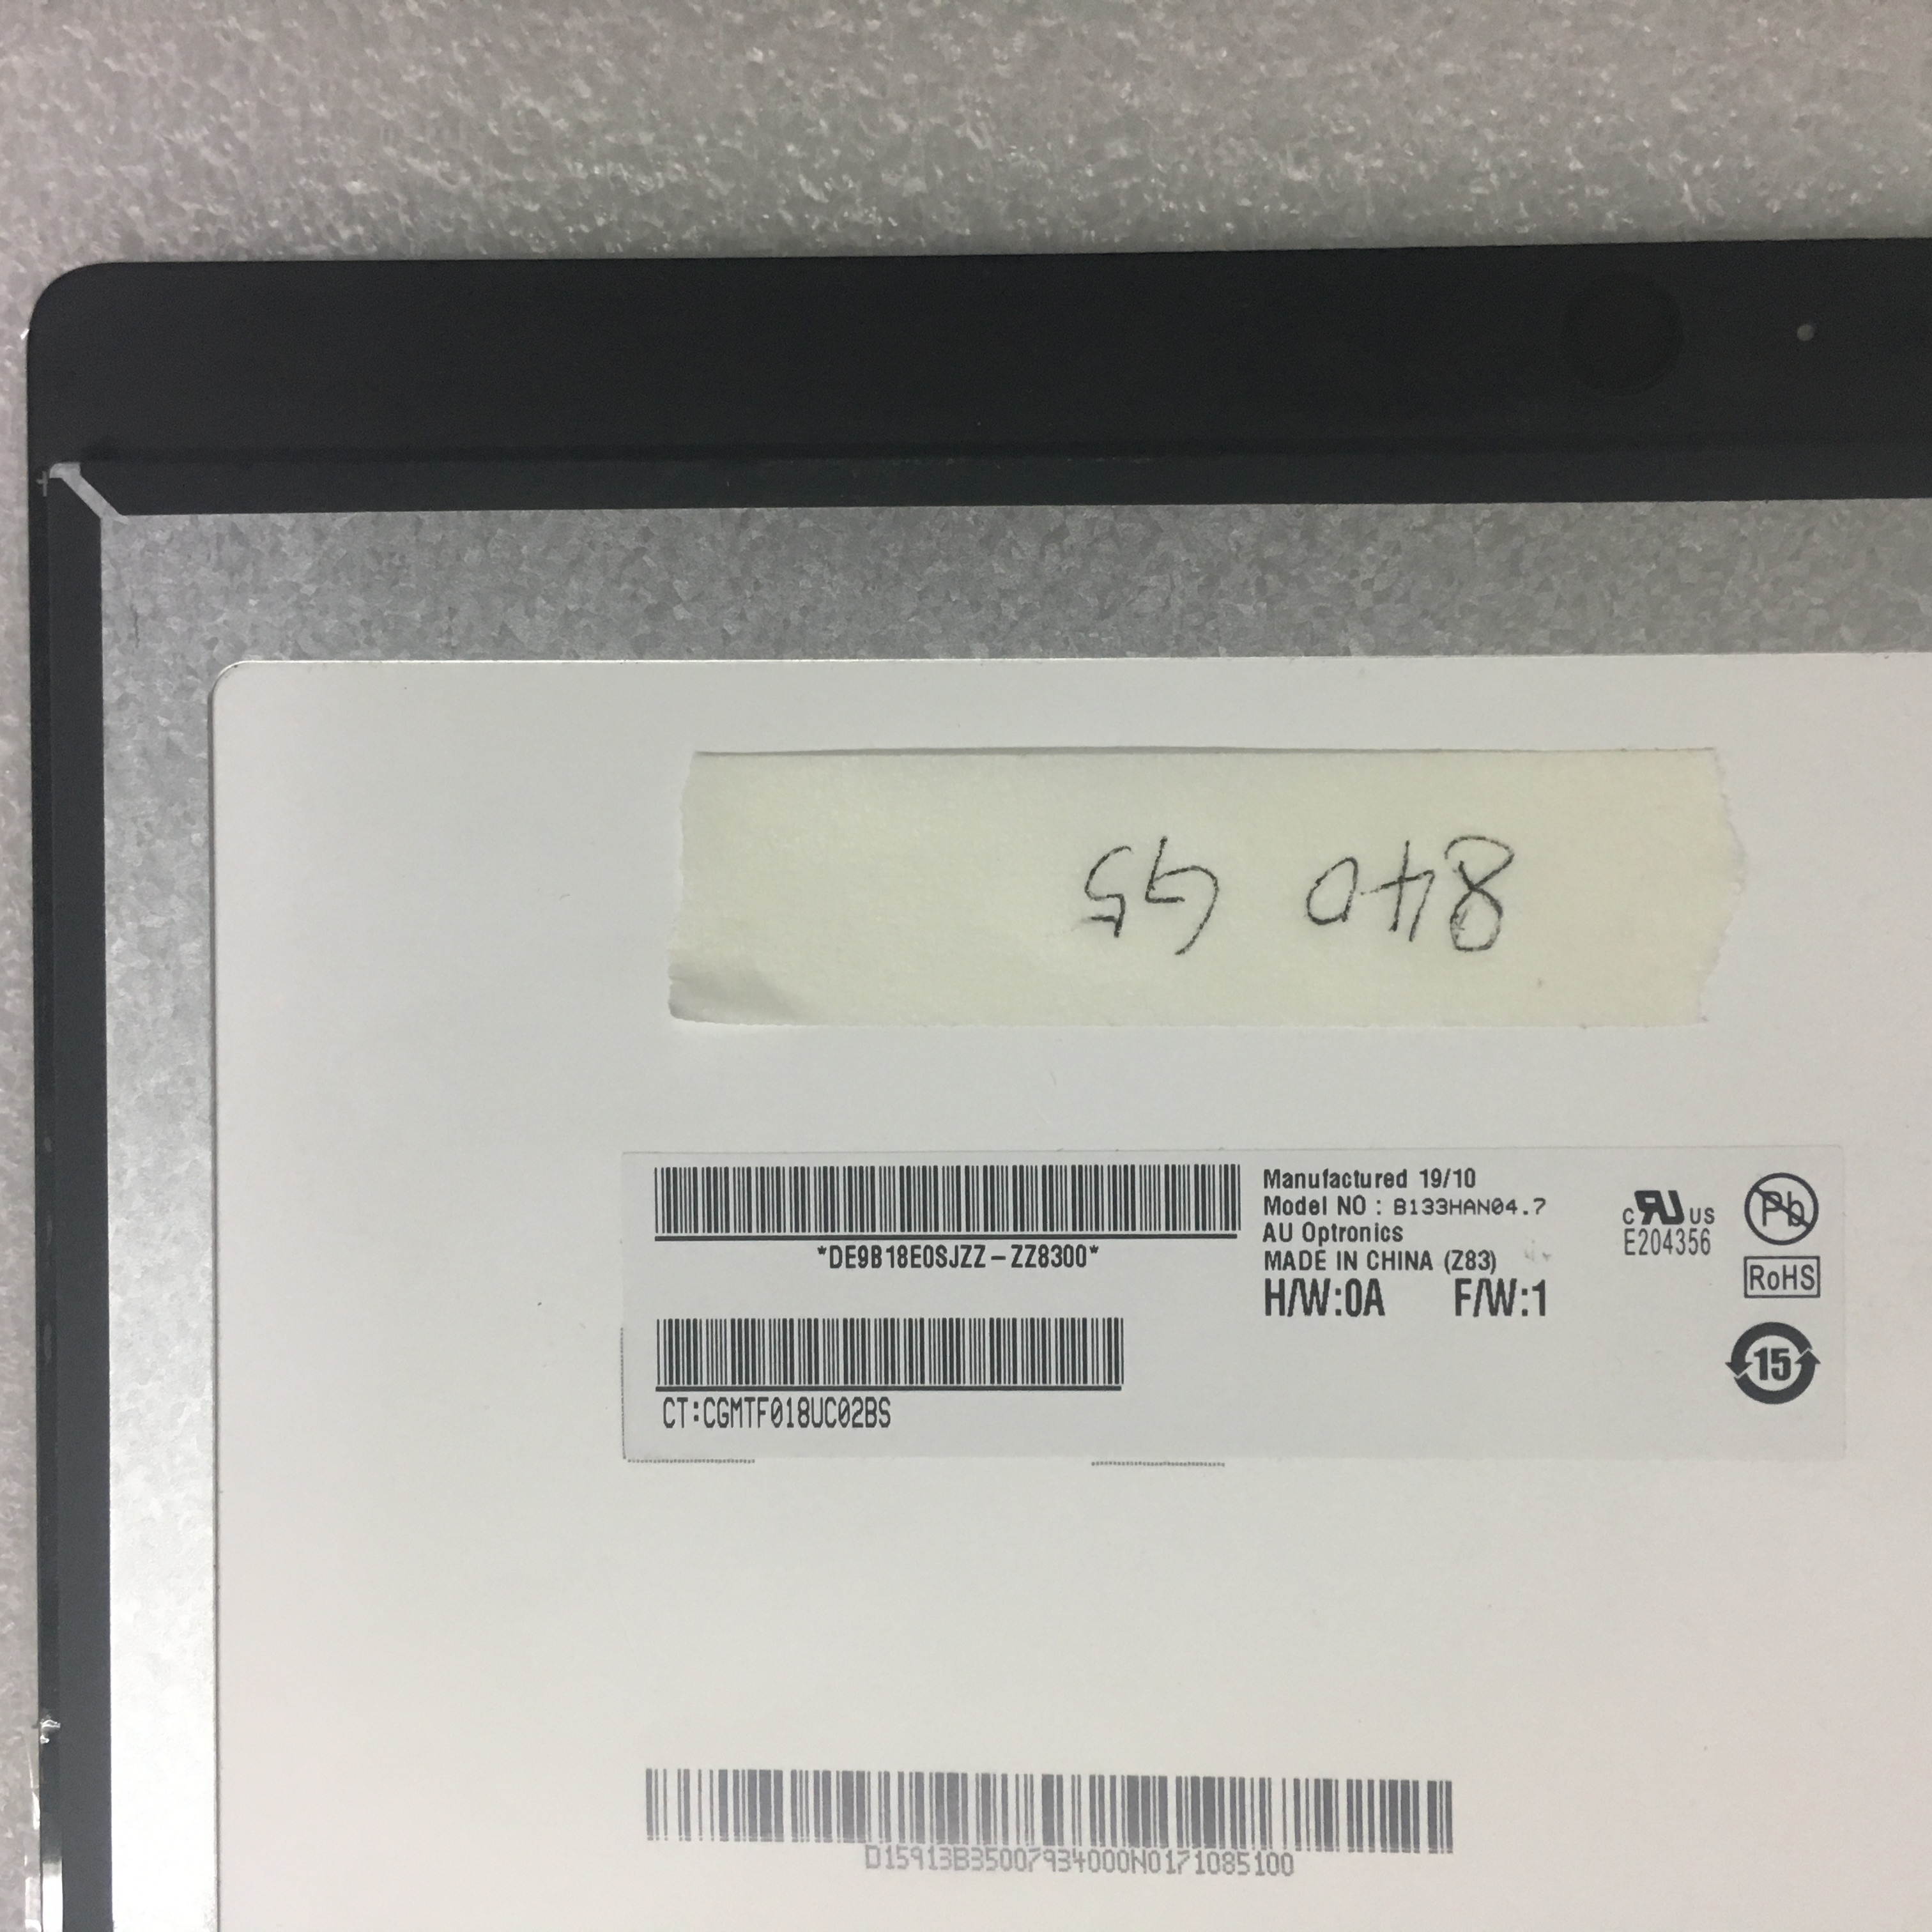 840 G5
*DE9B18E0SJZZ-ZZ8300*
CT:CGMTF018UC02BS
Manufactured 19/10
Model NO : B133HAN04.7
AU Optronics
MADE IN CHINA (Z83)
H/W:0A F/W:1
c RU US
E204356
Pb
RoHS
15
D15913B35007934000N0171085100